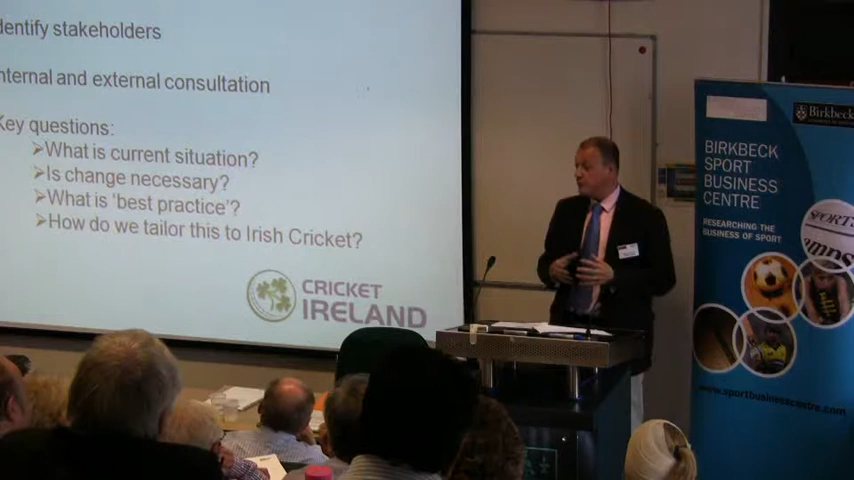 dentify stakeholders
nternal and external consultation
Key questions:
➢What is current situation?
➢Is change necessary?
➢What is 'best practice'?
➢How do we tailor this to Irish Cricket?
CRICKET
IRELAND
Birkbeck
BIRKBECK
SPORT
BUSINESS
CENTRE
RESEARCHING THE
BUSINESS OF SPORT
SPORTS
www.sportbusinesscentre.com